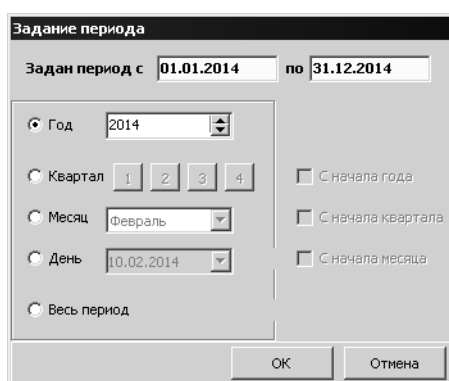 Задание периода
Задан период с 01.01.2014 по 31.12.2014
Год 2014
Квартал 1 2 3 4 С начала года
Месяц Февраль С начала квартала
День 10.02.2014 С начала месяца
Весь период
ОК Отмена